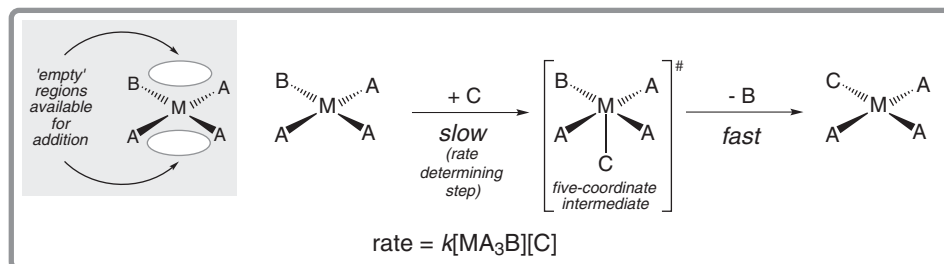 'empty'
regions
available
for
addition
B
A
M
A
A
B
A
M
A
A
+ C
slow
(rate
determining
step)
B
A
M
A
A
C
five-coordinate
intermediate
#
- B
fast
C
A
M
A
A
rate = k[MA₃B][C]